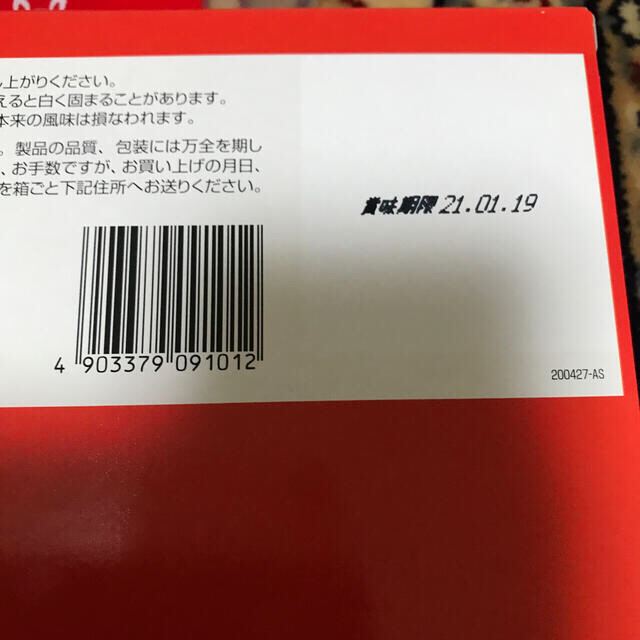 し上がりください。
えると白く固まることがあります。
本来の風味は損なわれます。
。製品の品質、包装には万全を期し
、お手数ですが、お買い上げの月日、
を箱ごと下記住所へお送りください。
賞味期限 21.01.19
4 903379 091012
200427-AS